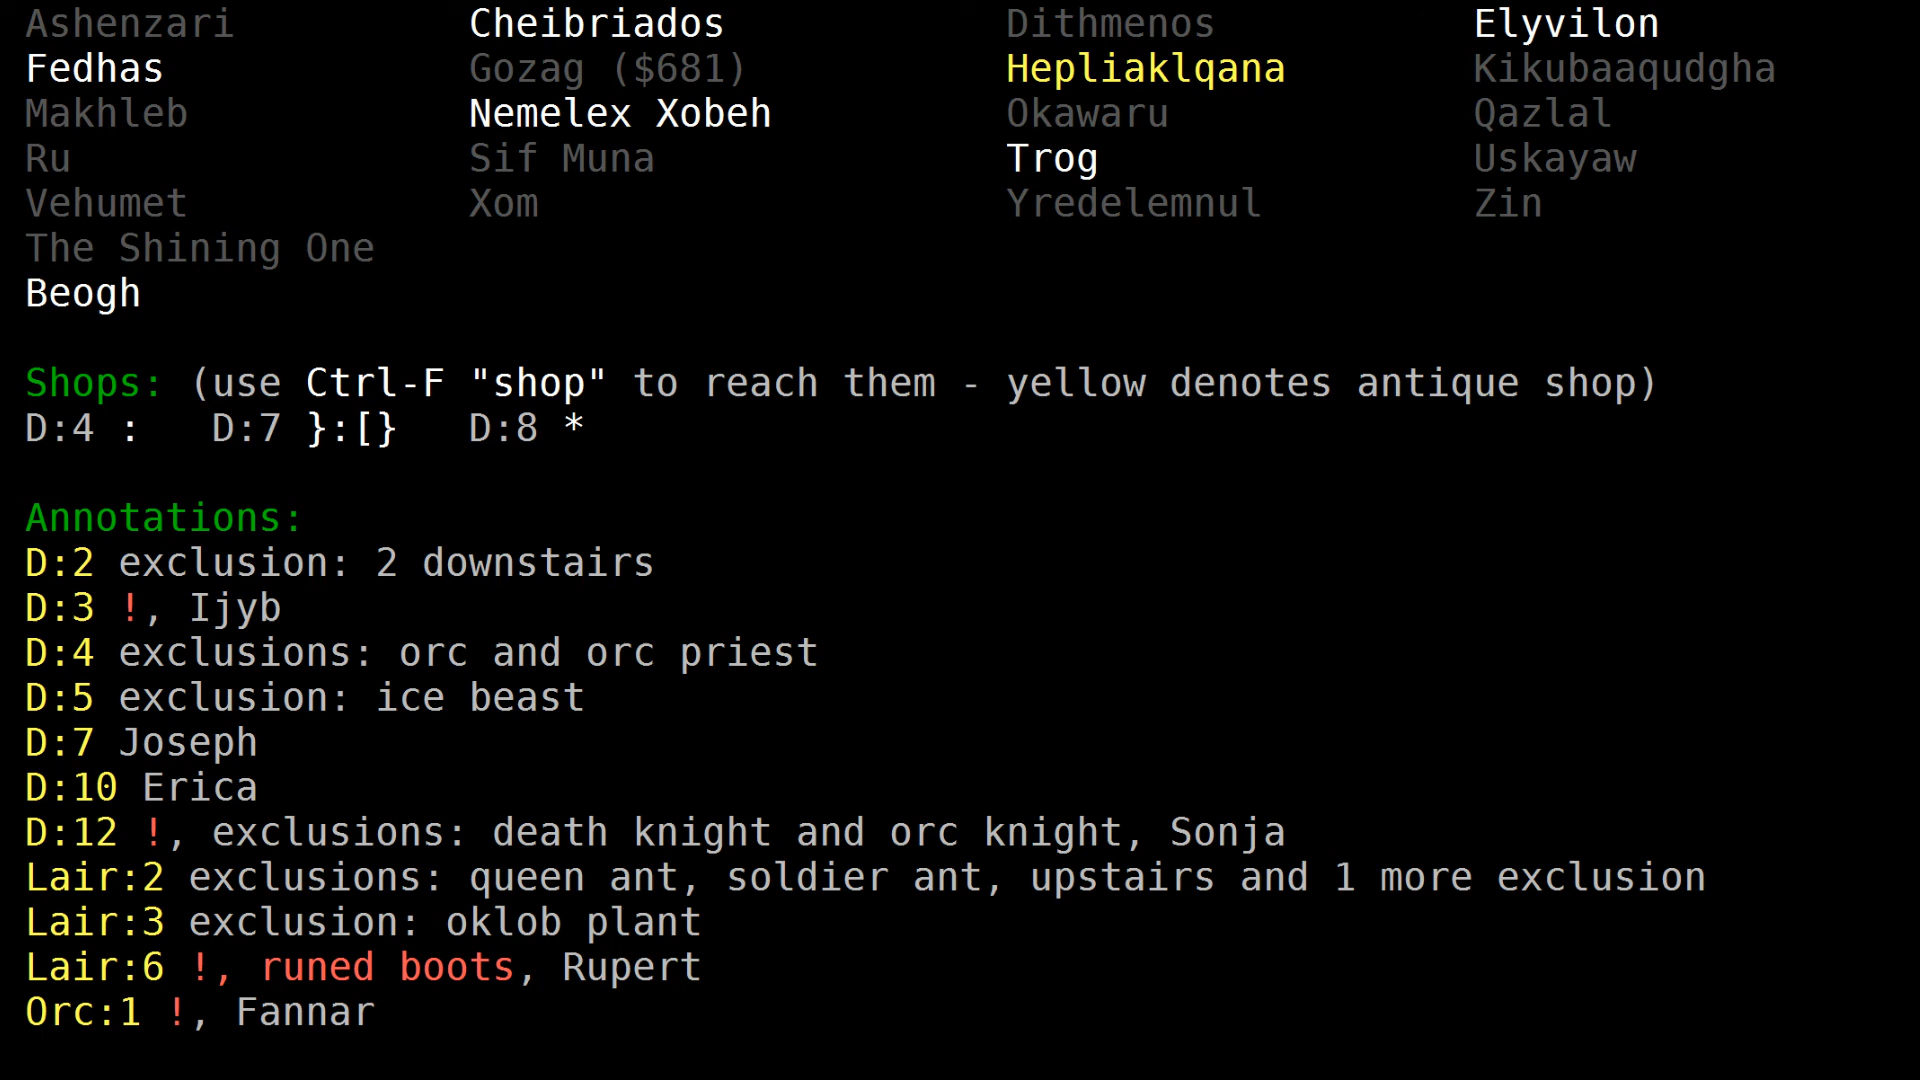 Ashenzari Cheibriados Dithmenos Elyvilon
Fedhas Gozag ($681) Hepliaklqana Kikubaaqudgha
Makhleb Nemelex Xobeh Okawaru Qazlal
Ru Sif Muna Trog Uskayaw
Vehumet Xom Yredelemnul Zin
The Shining One
Beogh
Shops: (use Ctrl-F "shop" to reach them - yellow denotes antique shop)
D:4 : D:7 }:[} D:8 *
Annotations:
D:2 exclusion: 2 downstairs
D:3 !, Ijyb
D:4 exclusions: orc and orc priest
D:5 exclusion: ice beast
D:7 Joseph
D:10 Erica
D:12 !, exclusions: death knight and orc knight, Sonja
Lair:2 exclusions: queen ant, soldier ant, upstairs and 1 more exclusion
Lair:3 exclusion: oklob plant
Lair:6 !, runed boots, Rupert
Orc:1 !, Fannar